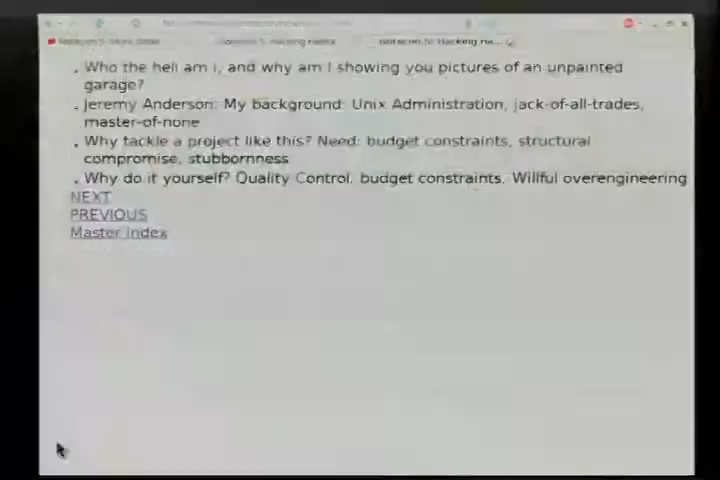 Who the hell am I, and why am I showing you pictures of an unpainted
garage?
Jeremy Anderson: My background: Unix Administration, jack-of-all-trades,
master-of-none
Why tackle a project like this? Need: budget constraints, structural
compromise, stubbornness
Why do it yourself? Quality Control, budget constraints, Willful overengineering
NEXT
PREVIOUS
Master Index